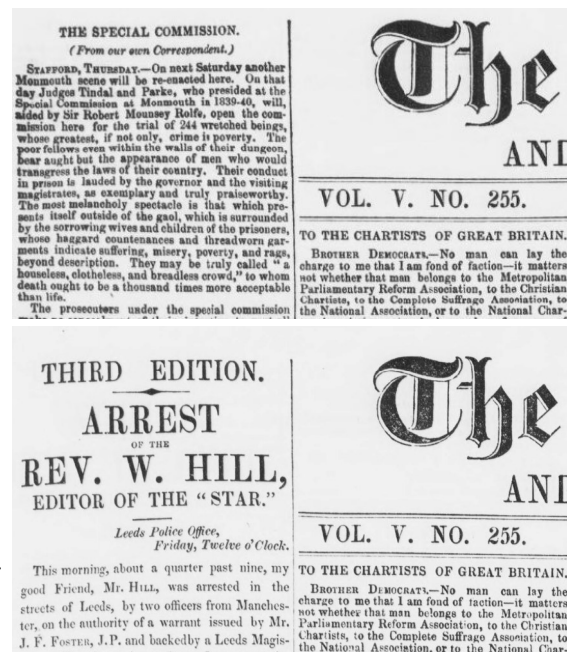 THE SPECIAL COMMISSION.
(From our own Correspondent.)
STAFFORD, THURSDAY.—On next Saturday another
Monmouth scene will be re-enacted here. On that
day Judges Tindal and Parke, who presided at the
Special Commission at Monmouth in 1839-40, will,
aided by Sir Robert Mounsey Rolfe, open the com-
mission here for the trial of 244 wretched beings,
whose greatest, if not only, crime is poverty. The
poor fellows even within the walls of their dungeon,
bear aught but the appearance of men who would
transgress the laws of their country. Their conduct
in prison is lauded by the governor and the visiting
magistrates, as exemplary and truly praiseworthy.
The most melancholy spectacle is that which pre-
sents itself outside of the gaol, which is surrounded
by the sorrowing wives and children of the prisoners,
whose haggard countenances and threadworn gar-
ments indicate suffering, misery, poverty, and rags,
beyond description. They may be truly called "a
houseless, clotheless, and breadless crowd," to whom
death ought to be a thousand times more acceptable
than life.
The prosecutors under the special commission
The
AND
VOL. V. NO. 255.
TO THE CHARTISTS OF GREAT BRITAIN.
BROTHER DEMOCRATS,—No man can lay the
charge to me that I am fond of faction—it matters
not whether that man belongs to the Metropolitan
Parliamentary Reform Association, to the Christian
Chartists, to the Complete Suffrage Association, to
the National Association, or to the National Char-
THIRD EDITION.
ARREST
OF THE
REV. W. HILL,
EDITOR OF THE "STAR."
Leeds Police Office,
Friday, Twelve o'Clock.
This morning, about a quarter past nine, my
good Friend, Mr. HILL, was arrested in the
streets of Leeds, by two officers from Manches-
ter, on the authority of a warrant issued by Mr.
J. F. FOSTER, J.P. and backed by a Leeds Magis-
The
AND
VOL. V. NO. 255.
TO THE CHARTISTS OF GREAT BRITAIN.
BROTHER DEMOCRATS,—No man can lay the
charge to me that I am fond of faction—it matters
not whether that man belongs to the Metropolitan
Parliamentary Reform Association, to the Christian
Chartists, to the Complete Suffrage Association, to
the National Association, or to the National Char-